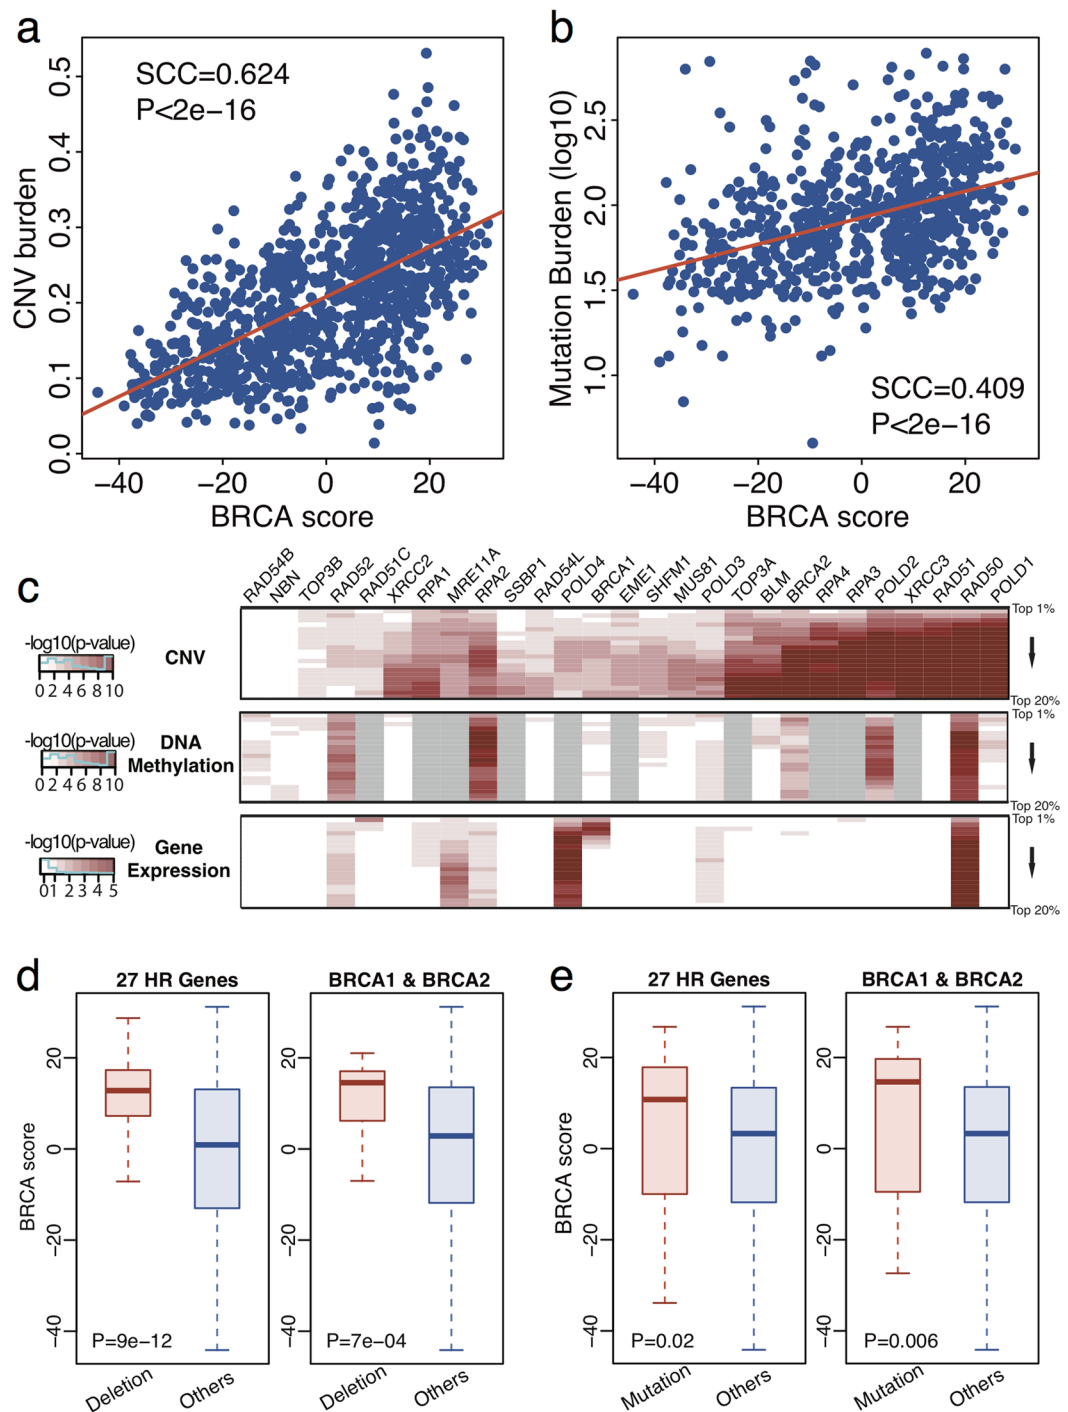 a
SCC=0.624
P<2e−16
CNV burden
0.0 0.1 0.2 0.3 0.4 0.5
−40 −20 0 20
BRCA score
b
SCC=0.409
P<2e−16
Mutation Burden (log10)
1.0 1.5 2.0 2.5
−40 −20 0 20
BRCA score
c
RAD54B NBN TOP3B RAD52 RAD51C XRCC2 RPA1 MRE11A RPA2 SSBP1 RAD54L POLD4 BRCA1 EME1 SHFM1 MUS81 POLD3 TOP3A BLM BRCA2 RPA4 RPA3 POLD2 XRCC3 RAD51 RAD50 POLD1
-log10(p-value)
0 2 4 6 8 10
CNV
Top 1%
Top 20%
-log10(p-value)
0 2 4 6 8 10
DNA
Methylation
Top 1%
Top 20%
-log10(p-value)
01 2 3 4 5
Gene
Expression
Top 1%
Top 20%
d
27 HR Genes
BRCA score
−40 −20 0 20
P=9e−12
Deletion Others
BRCA1 & BRCA2
−40 −20 0 20
P=7e−04
Deletion Others
e
27 HR Genes
BRCA score
−40 −20 0 20
P=0.02
Mutation Others
BRCA1 & BRCA2
−40 −20 0 20
P=0.006
Mutation Others